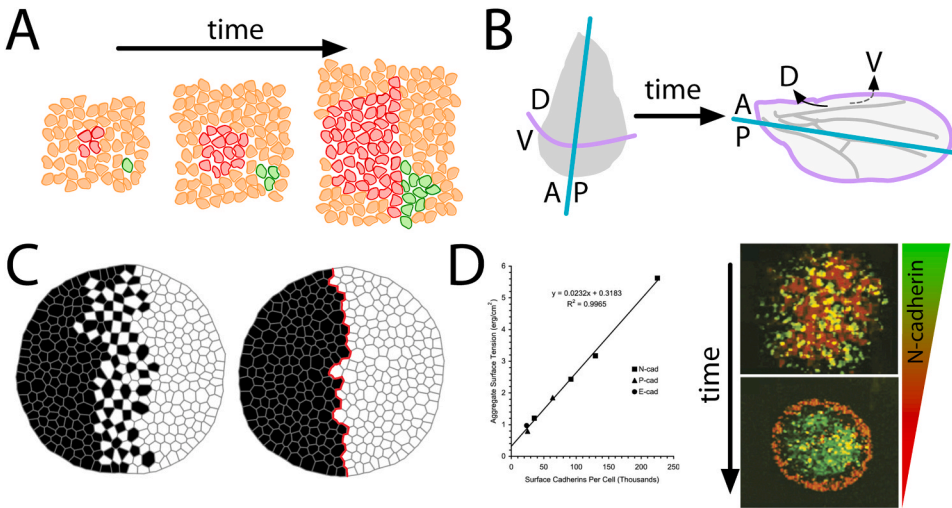 A
time
B
D
V
A P
time
D
V
A
P
C
D
Aggregate Surface Tension (erg/cm²)
6
5
4
3
2
1
0
y = 0.0232x + 0.3183
R² = 0.9965
N-cad
P-cad
E-cad
0 50 100 150 200 250
Surface Cadherins Per Cell (Thousands)
time
N-cadherin